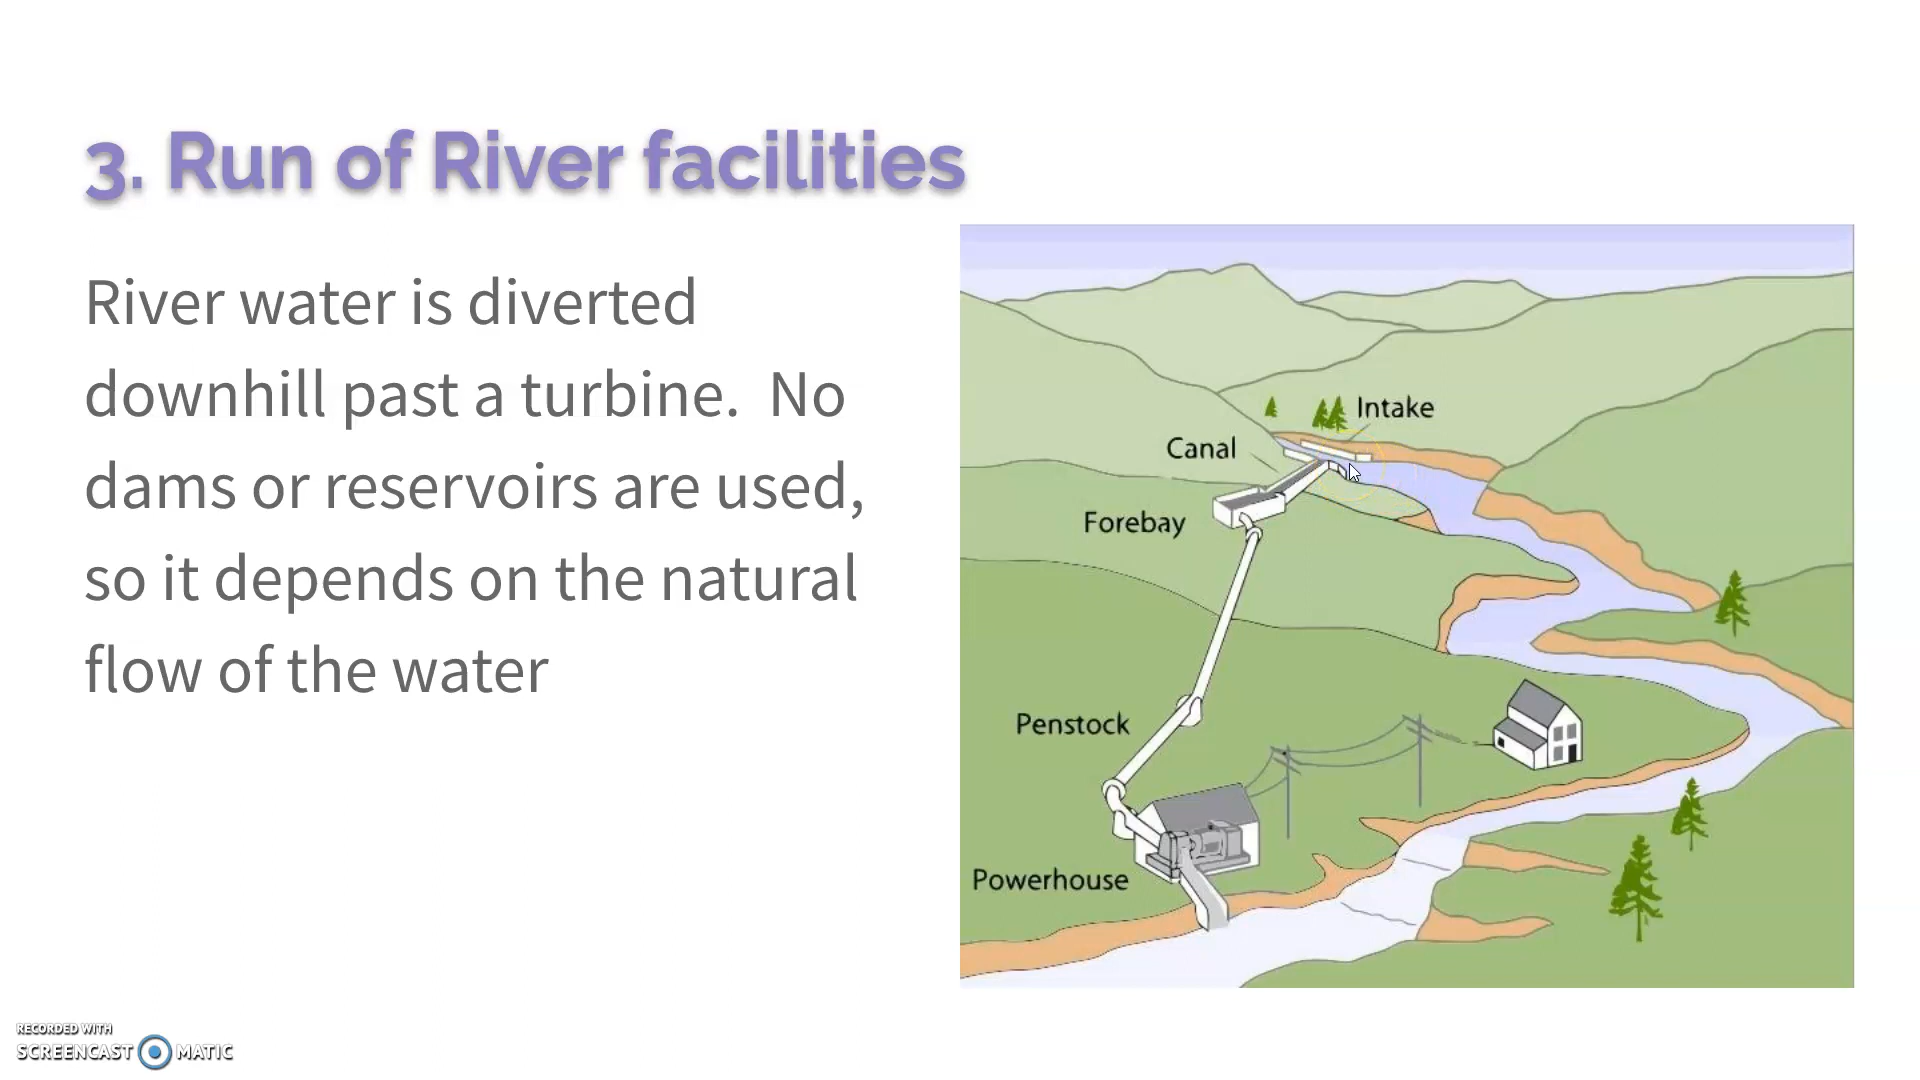 3. Run of River facilities
River water is diverted
downhill past a turbine.  No
dams or reservoirs are used,
so it depends on the natural
flow of the water
Intake
Canal
Forebay
Penstock
Powerhouse
RECORDED WITH
SCREENCAST MATIC